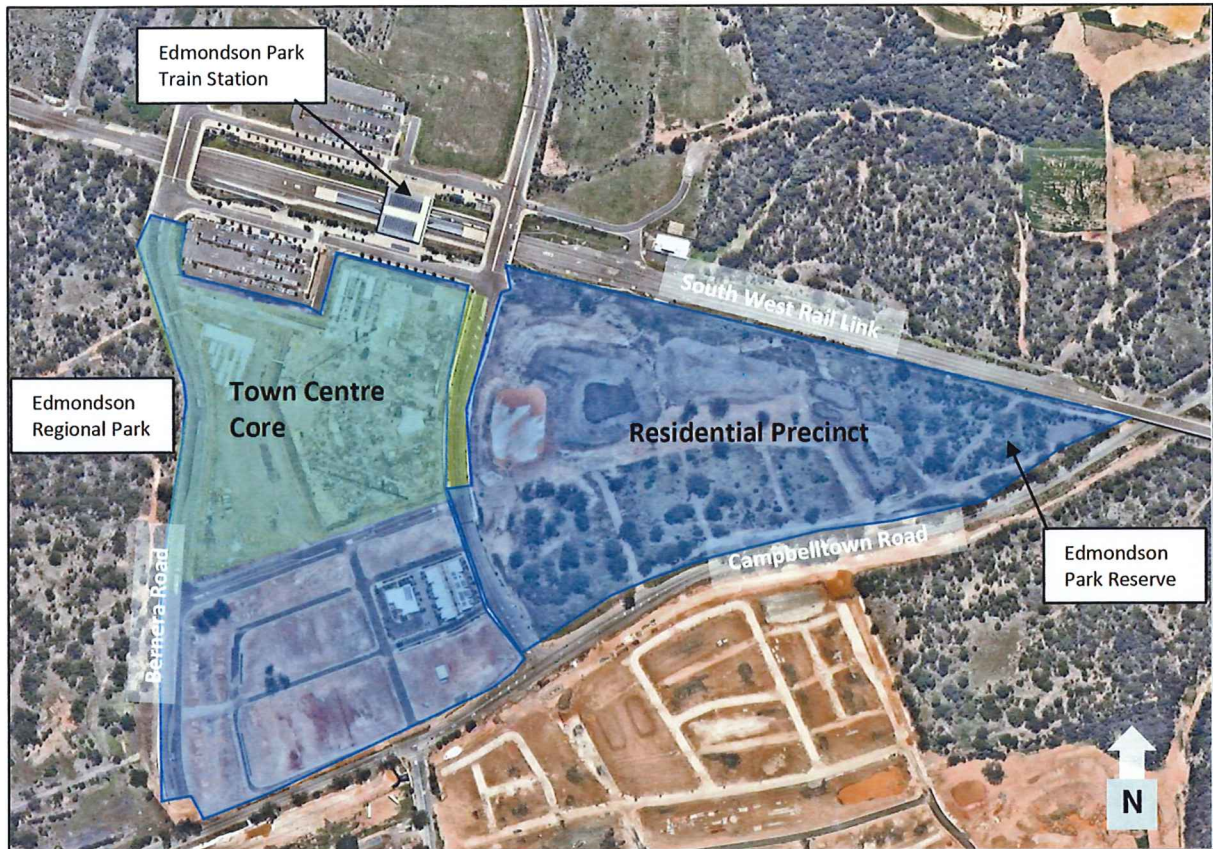 Edmondson Park
Train Station
South West Rail Link
Town Centre
Core
Edmondson
Regional Park
Residential Precinct
Campbelltown Road
Edmondson
Park Reserve
Bernera Road
N